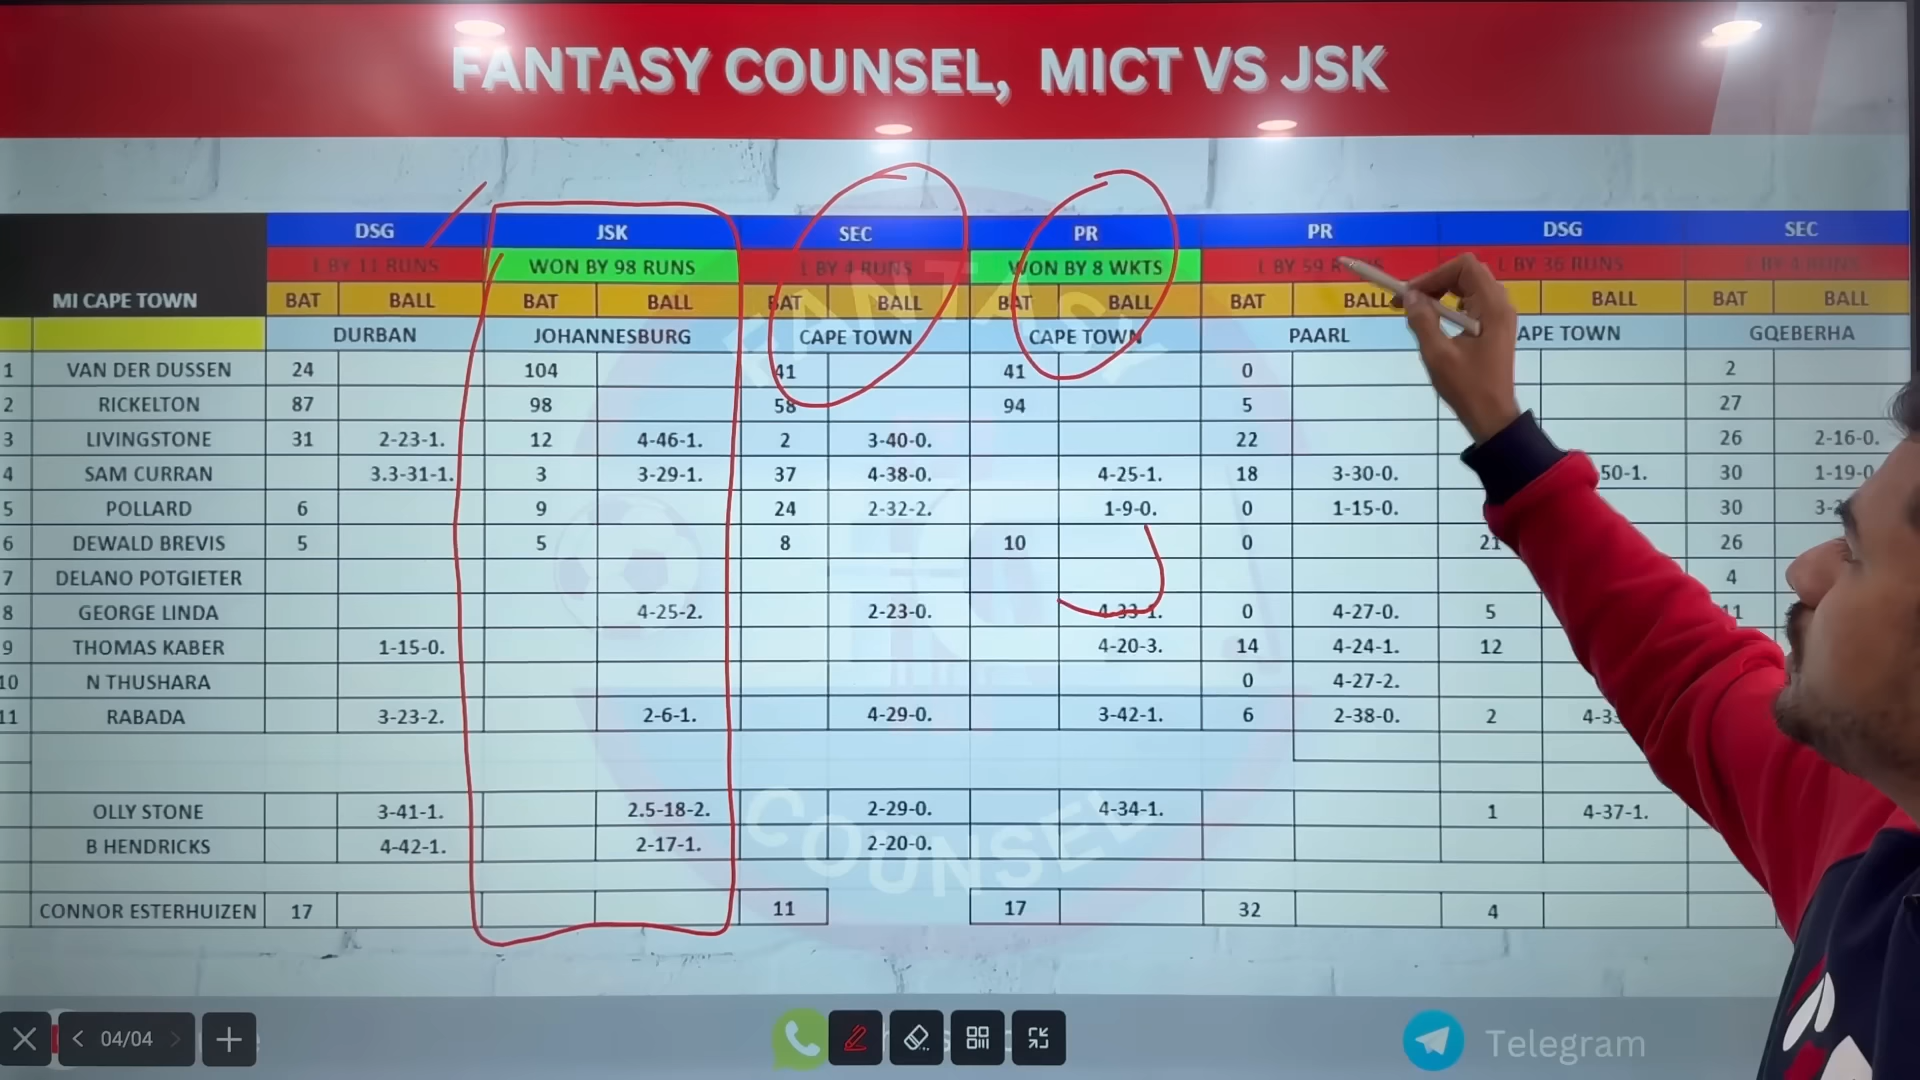 FANTASY COUNSEL, MICT VS JSK
DSG JSK SEC PR PR DSG SEC
L BY 11 RUNS WON BY 98 RUNS L BY 4 RUNS WON BY 8 WKTS L BY 59 RUNS L BY 36 RUNS
MI CAPE TOWN BAT BALL BAT BALL BAT BALL BAT BALL BAT BALL BALL BAT BALL
DURBAN JOHANNESBURG CAPE TOWN CAPE TOWN PAARL APE TOWN GQEBERHA
1 VAN DER DUSSEN 24 104 41 41 0 2
2 RICKELTON 87 98 58 94 5 27
3 LIVINGSTONE 31 2-23-1. 12 4-46-1. 2 3-40-0. 22 26 2-16-0.
4 SAM CURRAN 3.3-31-1. 3 3-29-1. 37 4-38-0. 4-25-1. 18 3-30-0. 50-1. 30 1-19-0
5 POLLARD 6 9 24 2-32-2. 1-9-0. 0 1-15-0. 30
6 DEWALD BREVIS 5 5 8 10 0 21 26
7 DELANO POTGIETER 4
8 GEORGE LINDA 4-25-2. 2-23-0. 4-33-1. 0 4-27-0. 5 11
9 THOMAS KABER 1-15-0. 4-20-3. 14 4-24-1. 12
10 N THUSHARA 0 4-27-2.
11 RABADA 3-23-2. 2-6-1. 4-29-0. 3-42-1. 6 2-38-0. 2
OLLY STONE 3-41-1. 2.5-18-2. 2-29-0. 4-34-1. 1 4-37-1.
B HENDRICKS 4-42-1. 2-17-1. 2-20-0.
CONNOR ESTERHUIZEN 17 11 17 32 4
FANTASY
COUNSEL
04/04
Telegram